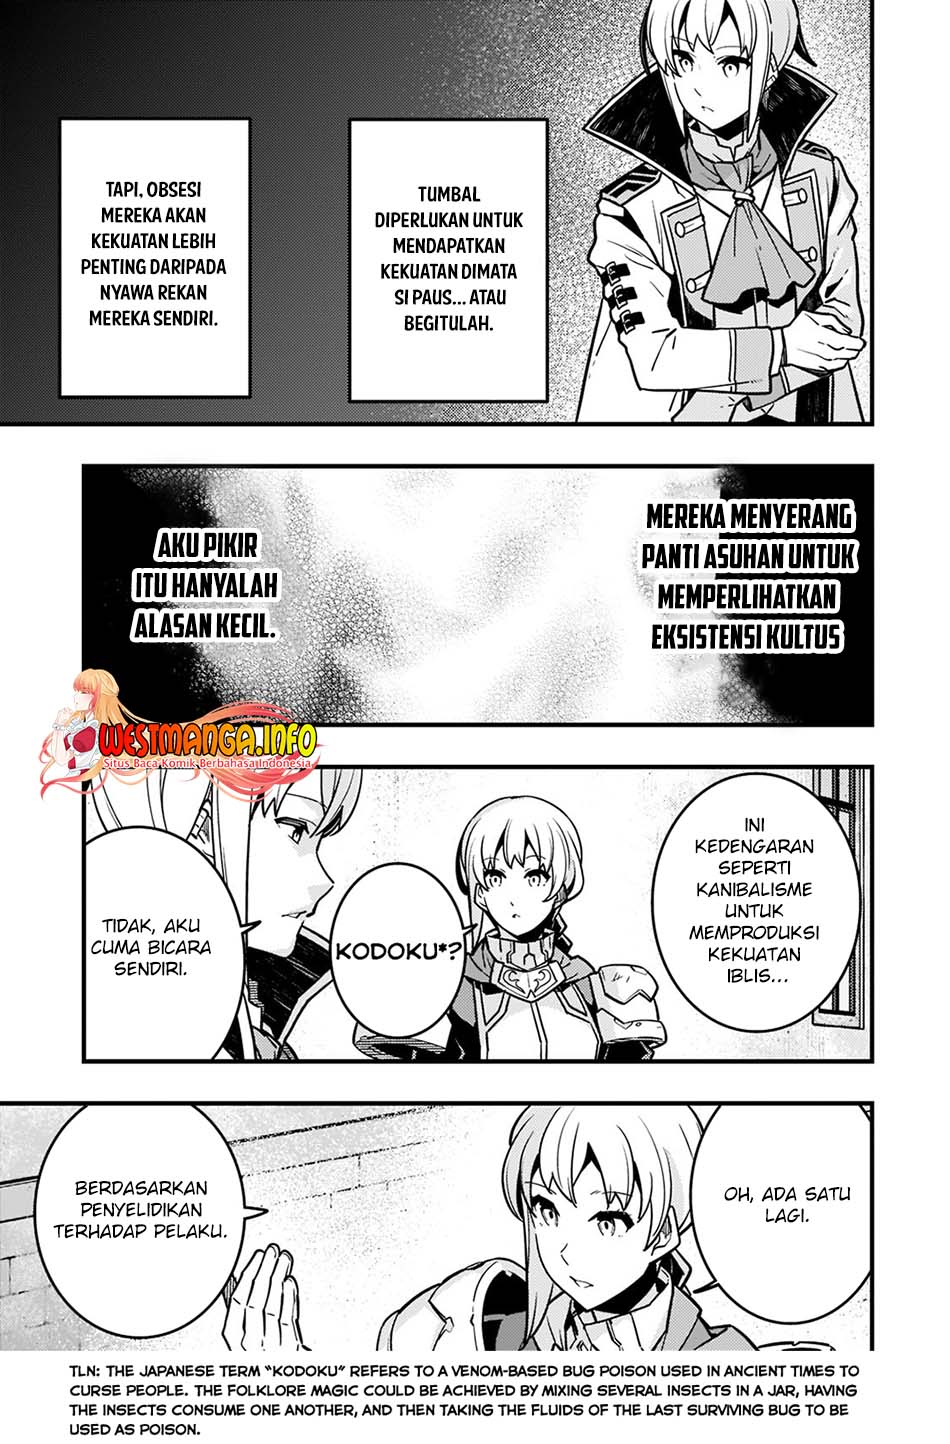 TUMBAL
DIPERLUKAN UNTUK
MENDAPATKAN
KEKUATAN DIMATA
SI PAUS... ATAU
BEGITULAH.
TAPI, OBSESI
MEREKA AKAN
KEKUATAN LEBIH
PENTING DARIPADA
NYAWA REKAN
MEREKA SENDIRI.
MEREKA MENYERANG
PANTI ASUHAN UNTUK
MEMPERLIHATKAN
EKSISTENSI KULTUS
AKU PIKIR
ITU HANYALAH
ALASAN KECIL.
WESTMANGA.INFO
Situs Baca Komik Berbahasa Indonesia
INI
KEDENGARAN
SEPERTI
KANIBALISME
UNTUK
MEMPRODUKSI
KEKUATAN
IBLIS...
KODOKU*?
TIDAK, AKU
CUMA BICARA
SENDIRI.
OH, ADA SATU
LAGI.
BERDASARKAN
PENYELIDIKAN
TERHADAP PELAKU.
TLN: THE JAPANESE TERM "KODOKU" REFERS TO A VENOM-BASED BUG POISON USED IN ANCIENT TIMES TO
CURSE PEOPLE. THE FOLKLORE MAGIC COULD BE ACHIEVED BY MIXING SEVERAL INSECTS IN A JAR, HAVING
THE INSECTS CONSUME ONE ANOTHER, AND THEN TAKING THE FLUIDS OF THE LAST SURVIVING BUG TO BE
USED AS POISON.